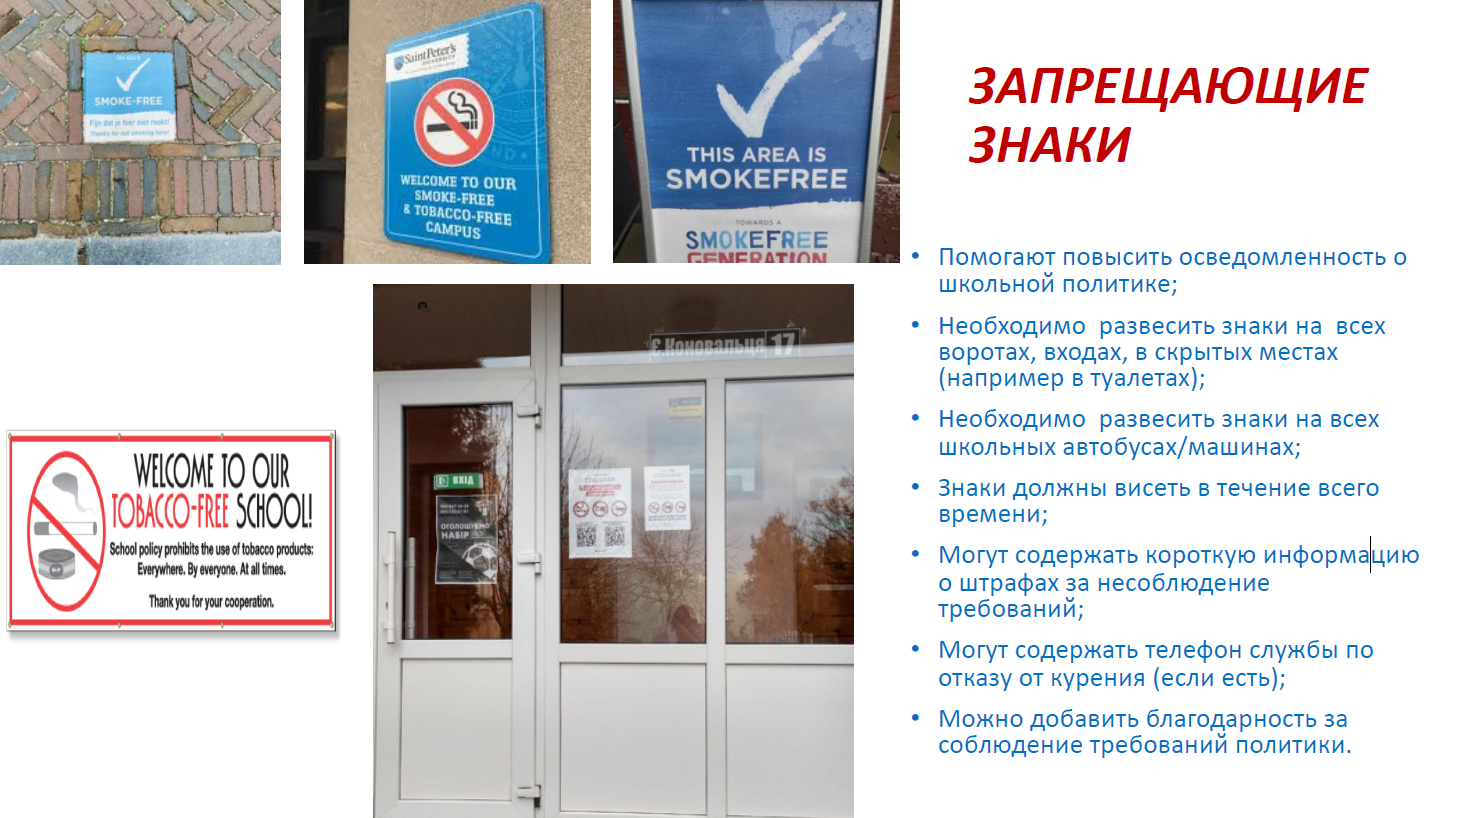 SMOKE-FREE
Fijn dat je hier niet rookt!
Thanks for not smoking here!
Saint Peter's
UNIVERSITY
WELCOME TO OUR
SMOKE-FREE
& TOBACCO-FREE
CAMPUS
THIS AREA IS
SMOKEFREE
TOWARDS A
SMOKEFREE
GENERATION
ЗАПРЕЩАЮЩИЕ
ЗНАКИ
• Помогают повысить осведомленность о
школьной политике;
• Необходимо развесить знаки на всех
воротах, входах, в скрытых местах
(например в туалетах);
• Необходимо развесить знаки на всех
школьных автобусах/машинах;
• Знаки должны висеть в течение всего
времени;
• Могут содержать короткую информацию
о штрафах за несоблюдение
требований;
• Могут содержать телефон службы по
отказу от курения (если есть);
• Можно добавить благодарность за
соблюдение требований политики.
Є.Коновальця 17
ВХІД
ОГОЛОШУЄМО
НАБІР
WELCOME TO OUR
TOBACCO-FREE SCHOOL!
School policy prohibits the use of tobacco products:
Everywhere. By everyone. At all times.
Thank you for your cooperation.